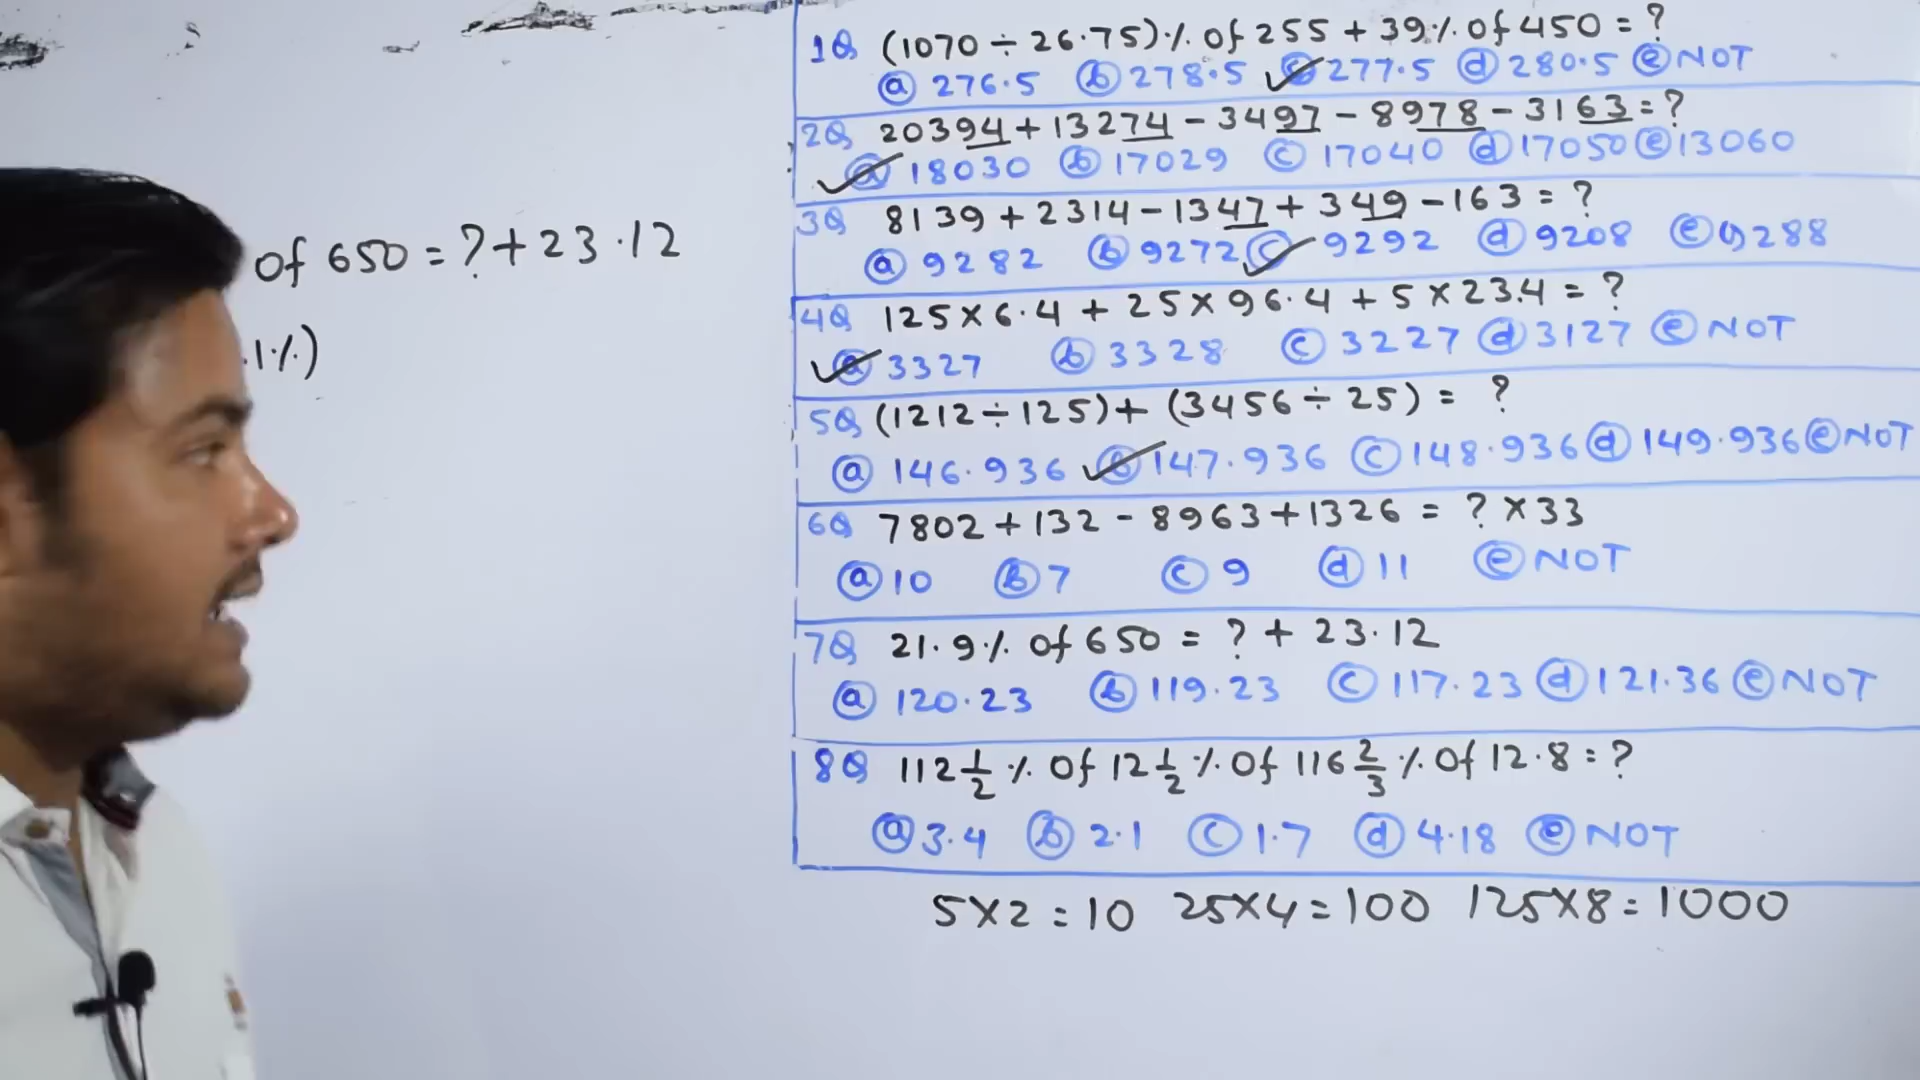 of 650 = ? + 23.12
.1%)
1Q (1070 ÷ 26.75)% of 255 + 39% of 450 = ?
(a) 276.5 (b) 278.5 (c) 277.5 (d) 280.5 (e) NOT
2Q 20394 + 13274 - 3497 - 8978 - 3163 = ?
(a) 18030 (b) 17029 (c) 17040 (d) 17050 (e) 13060
3Q 8139 + 2314 - 1347 + 349 - 163 = ?
(a) 9282 (b) 9272 (c) 9292 (d) 9208 (e) 9288
4Q 125 × 6.4 + 25 × 96.4 + 5 × 23.4 = ?
(a) 3327 (b) 3328 (c) 3227 (d) 3127 (e) NOT
5Q (1212 ÷ 125) + (3456 ÷ 25) = ?
(a) 146.936 (b) 147.936 (c) 148.936 (d) 149.936 (e) NOT
6Q 7802 + 132 - 8963 + 1326 = ? × 33
(a) 10 (b) 7 (c) 9 (d) 11 (e) NOT
7Q 21.9% of 650 = ? + 23.12
(a) 120.23 (b) 119.23 (c) 117.23 (d) 121.36 (e) NOT
8Q 112 1/2 % of 12 1/2 % of 116 2/3 % of 12.8 = ?
(a) 3.4 (b) 2.1 (c) 1.7 (d) 4.18 (e) NOT
5×2 = 10 25×4 = 100 125×8 = 1000